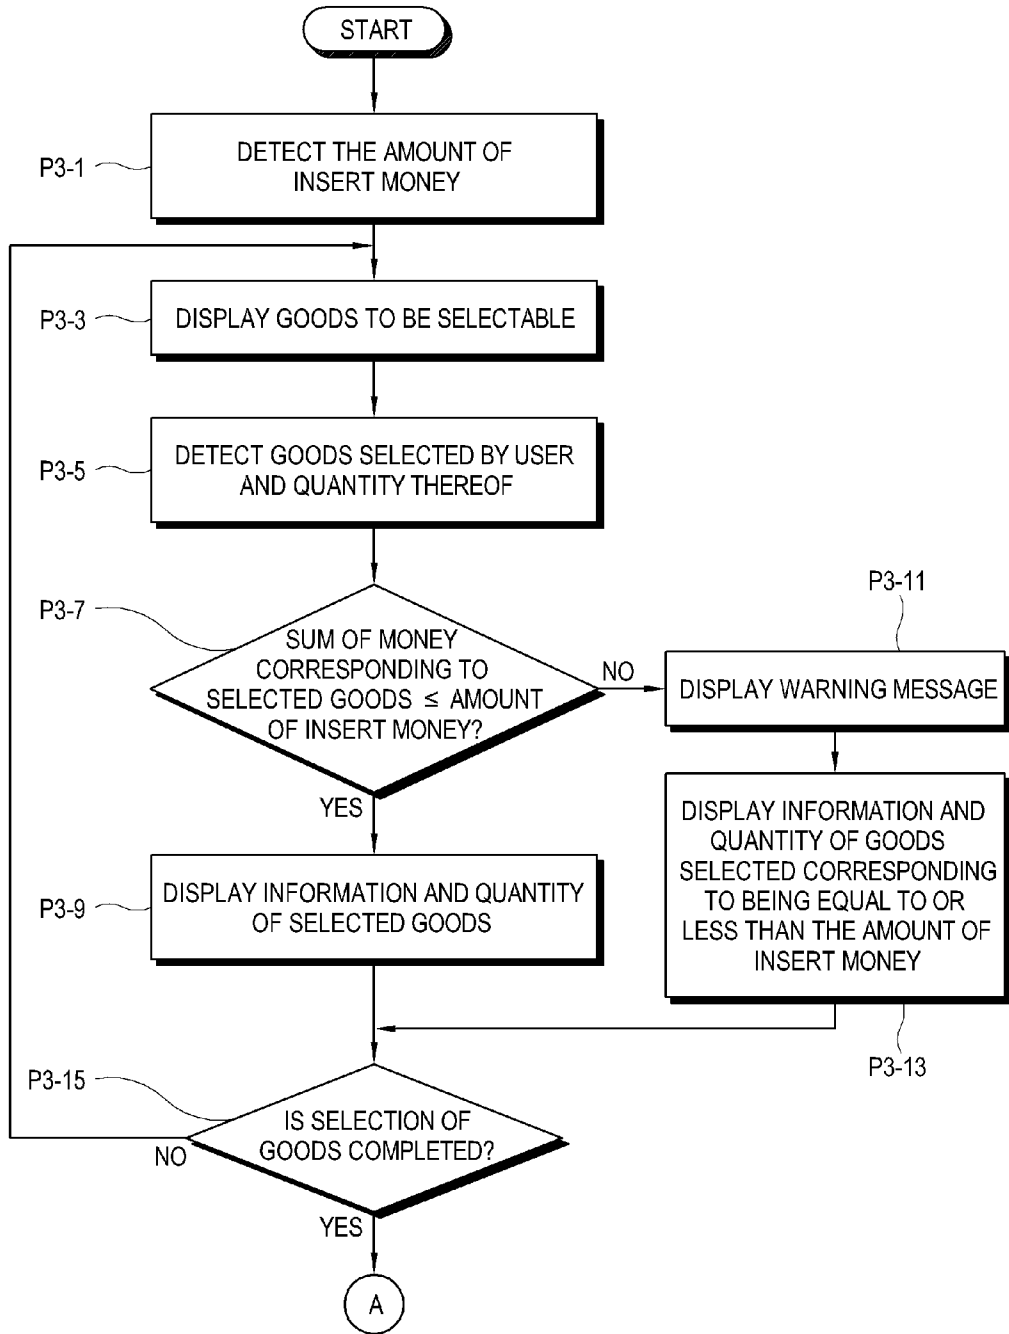 START
P3-1
DETECT THE AMOUNT OF
INSERT MONEY
P3-3
DISPLAY GOODS TO BE SELECTABLE
P3-5
DETECT GOODS SELECTED BY USER
AND QUANTITY THEREOF
P3-7
SUM OF MONEY
CORRESPONDING TO
SELECTED GOODS ≤ AMOUNT
OF INSERT MONEY?
NO
YES
P3-11
DISPLAY WARNING MESSAGE
DISPLAY INFORMATION AND
QUANTITY OF GOODS
SELECTED CORRESPONDING
TO BEING EQUAL TO OR
LESS THAN THE AMOUNT OF
INSERT MONEY
P3-13
P3-9
DISPLAY INFORMATION AND QUANTITY
OF SELECTED GOODS
P3-15
IS SELECTION OF
GOODS COMPLETED?
NO
YES
A